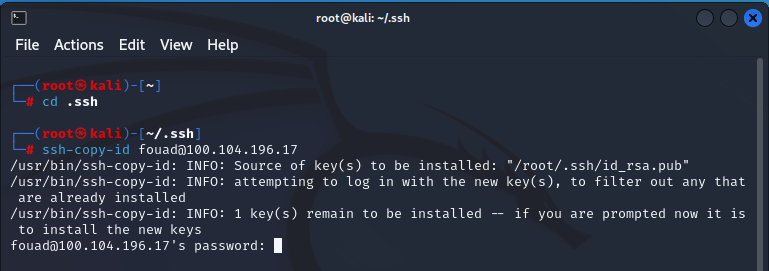 root@kali: ~/.ssh
File Actions Edit View Help
┌──(root㉿kali)-[~]
└─# cd .ssh
┌──(root㉿kali)-[~/.ssh]
└─# ssh-copy-id fouad@100.104.196.17
/usr/bin/ssh-copy-id: INFO: Source of key(s) to be installed: "/root/.ssh/id_rsa.pub"
/usr/bin/ssh-copy-id: INFO: attempting to log in with the new key(s), to filter out any that
are already installed
/usr/bin/ssh-copy-id: INFO: 1 key(s) remain to be installed -- if you are prompted now it is
to install the new keys
fouad@100.104.196.17's password: